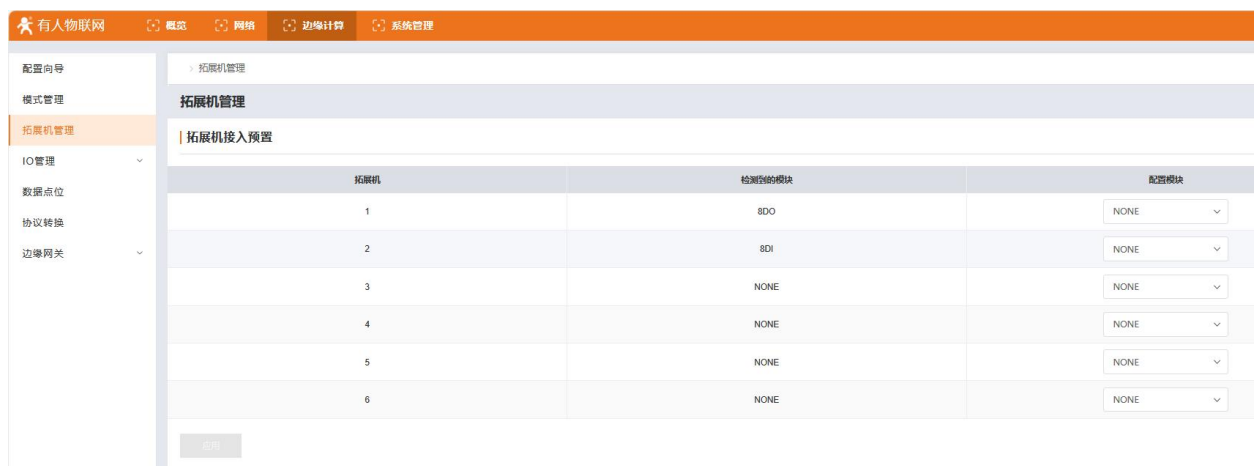 有人物联网 概览 网络 边缘计算 系统管理
配置向导
模式管理
拓展机管理
IO管理
数据点位
协议转换
边缘网关
> 拓展机管理
拓展机管理
拓展机接入预置
拓展机 检测到的模块 配置模块
1 8DO NONE
2 8DI NONE
3 NONE NONE
4 NONE NONE
5 NONE NONE
6 NONE NONE
应用